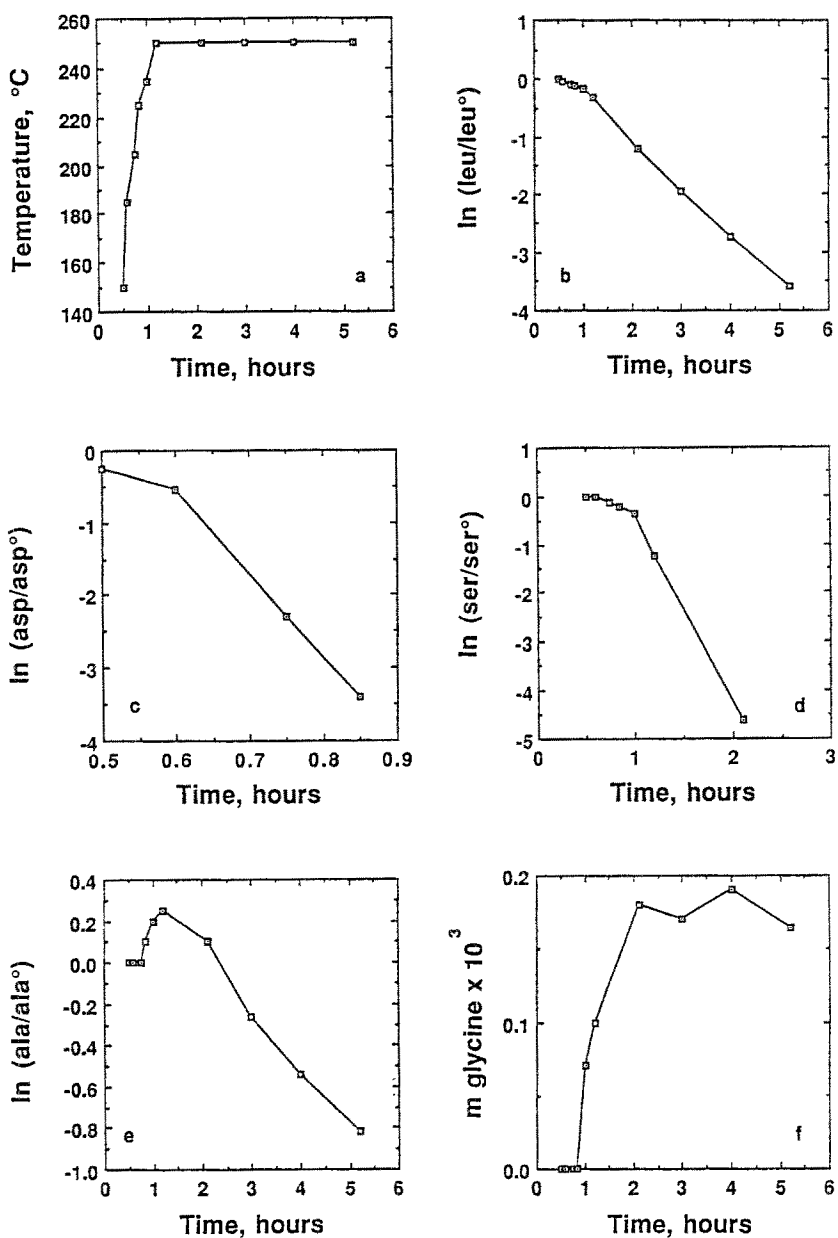 260
240
220
200
180
160
140
Temperature, °C
a
0 1 2 3 4 5 6
Time, hours
1
0
-1
-2
-3
-4
ln (leu/leu°)
b
0 1 2 3 4 5 6
Time, hours
0
-1
-2
-3
-4
ln (asp/asp°)
c
0.5 0.6 0.7 0.8 0.9
Time, hours
1
0
-1
-2
-3
-4
-5
ln (ser/ser°)
d
0 1 2 3
Time, hours
0.4
0.2
0.0
-0.2
-0.4
-0.6
-0.8
-1.0
ln (ala/ala°)
e
0 1 2 3 4 5 6
Time, hours
0.2
0.1
0.0
m glycine x 10³
f
0 1 2 3 4 5 6
Time, hours